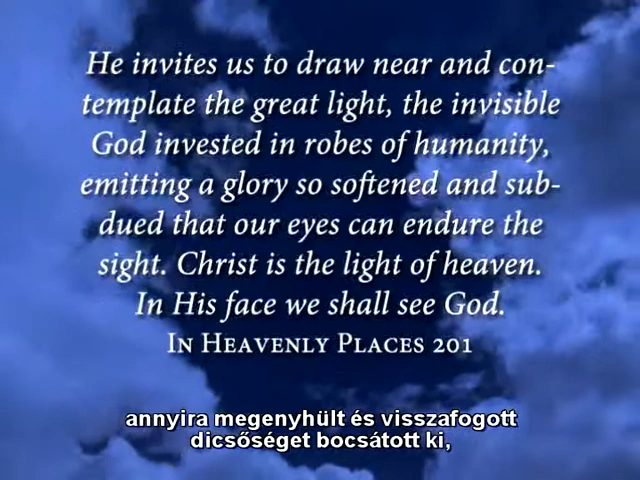 He invites us to draw near and con-
template the great light, the invisible
God invested in robes of humanity,
emitting a glory so softened and sub-
dued that our eyes can endure the
sight. Christ is the light of heaven.
In His face we shall see God.
In Heavenly Places 201
annyira megenyhült és visszafogott
dicsőséget bocsátott ki,